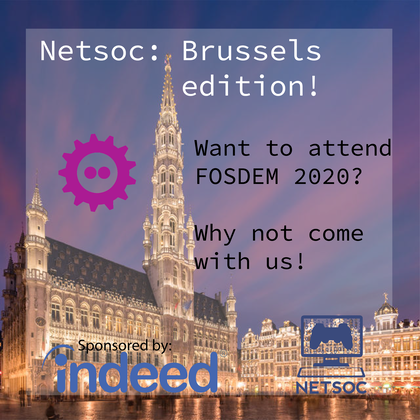 Netsoc: Brussels
edition!
Want to attend
FOSDEM 2020?
Why not come
with us!
Sponsored by:
indeed
NETSOC